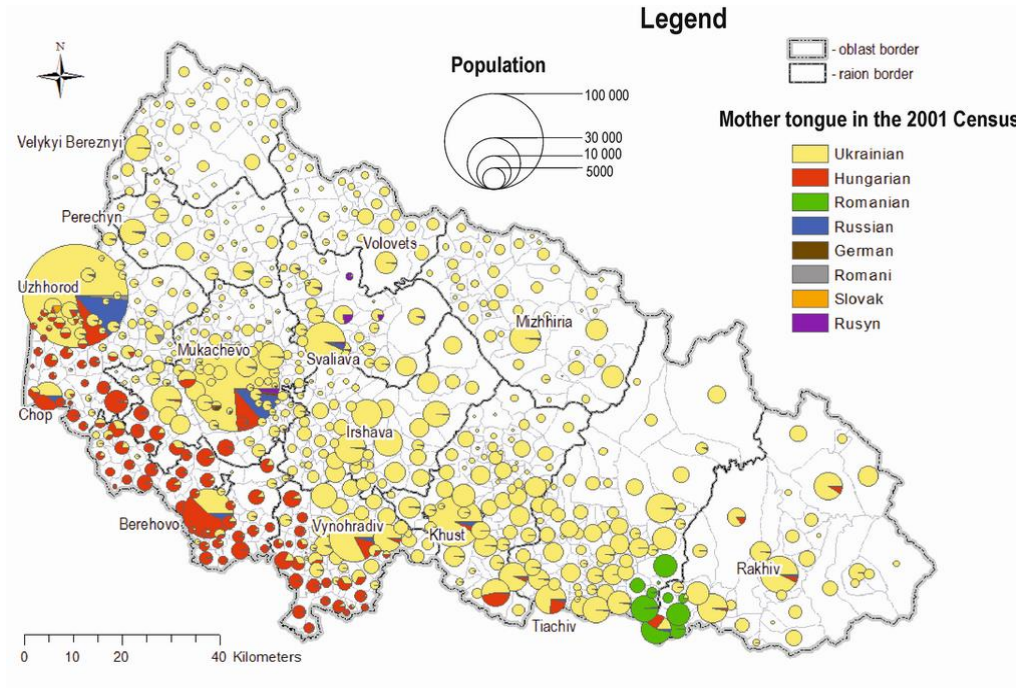 Legend
N
Population
100 000
30 000
10 000
5000
- oblast border
- raion border
Mother tongue in the 2001 Census
Ukrainian
Hungarian
Romanian
Russian
German
Romani
Slovak
Rusyn
Velykyi Bereznyi
Perechyn
Volovets
Uzhhorod
Mizhhiria
Mukachevo
Svaliava
Chop
Irshava
Berehovo
Vynohradiv
Khust
Rakhiv
Tiachiv
0 10 20 40 Kilometers